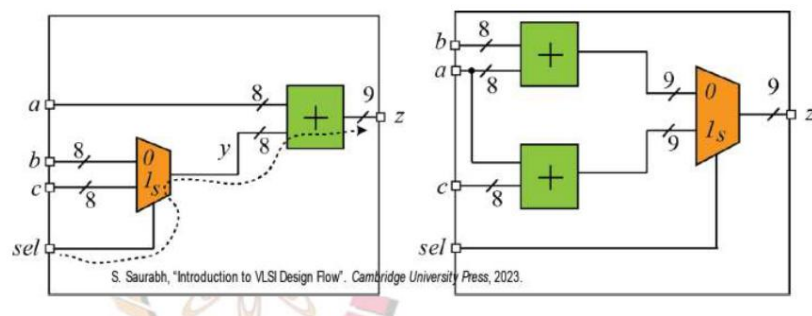 b 8 + 9
a 8 9 0 9 z
1s
c 8 + 9
sel
a 8 + 9 z
b 8 0 y 8
c 8 1s
sel
S. Saurabh, "Introduction to VLSI Design Flow". Cambridge University Press, 2023.